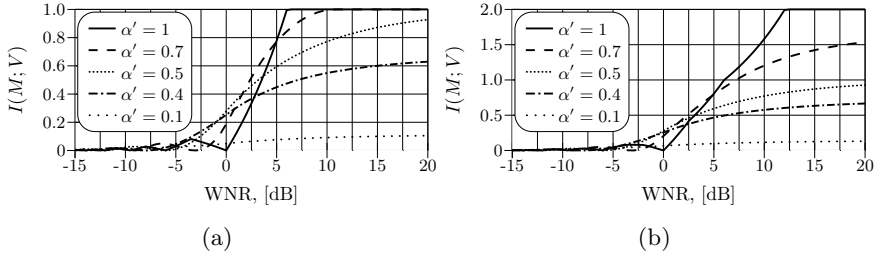 I(M; V)
1.0
0.8
0.6
0.4
0.2
0
α′ = 1
α′ = 0.7
α′ = 0.5
α′ = 0.4
α′ = 0.1
-15 -10 -5 0 5 10 15 20
WNR, [dB]
(a)
I(M; V)
2.0
1.5
1.0
0.5
0
α′ = 1
α′ = 0.7
α′ = 0.5
α′ = 0.4
α′ = 0.1
-15 -10 -5 0 5 10 15 20
WNR, [dB]
(b)